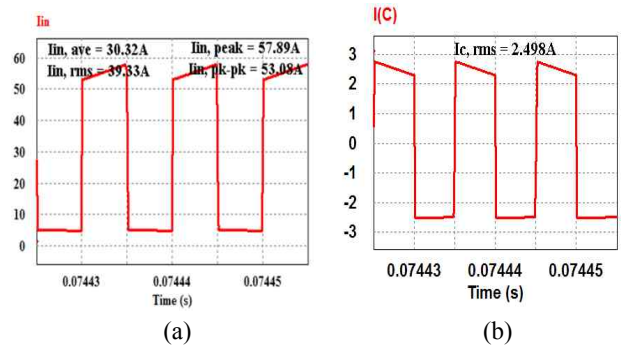 Iin
Iin, ave = 30.32A
Iin, peak = 57.89A
Iin, rms = 39.33A
Iin, pk-pk = 53.08A
60
50
40
30
20
10
0
0.07443
0.07444
0.07445
Time (s)
(a)
I(C)
Ic, rms = 2.498A
3
2
1
0
-1
-2
-3
0.07443
0.07444
0.07445
Time (s)
(b)